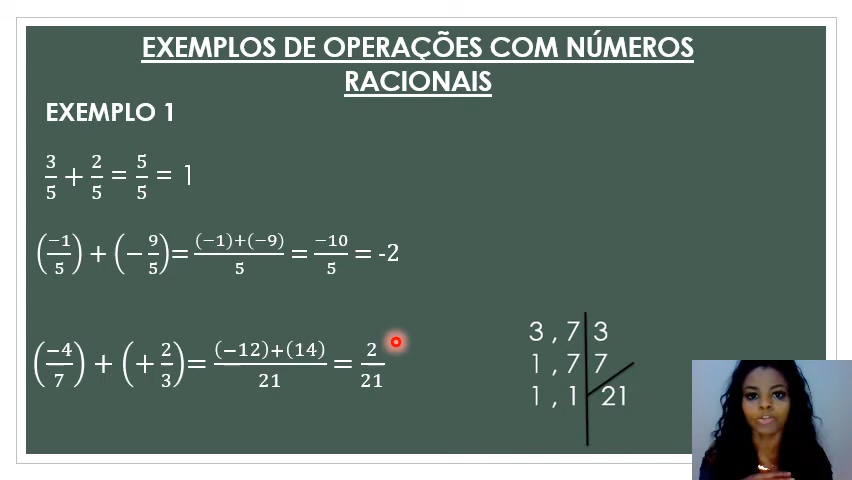 EXEMPLOS DE OPERAÇÕES COM NÚMEROS
RACIONAIS
EXEMPLO 1
3/5 + 2/5 = 5/5 = 1
(−1/5) + (−9/5) = (−1)+(−9)/5 = −10/5 = -2
(−4/7) + (+2/3) = (−12)+(14)/21 = 2/21
3 , 7 3
1 , 7 7
1 , 1 21